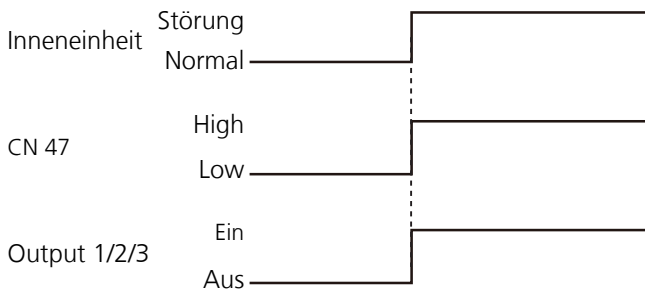 Störung
Inneneinheit
Normal
High
CN 47
Low
Ein
Output 1/2/3
Aus